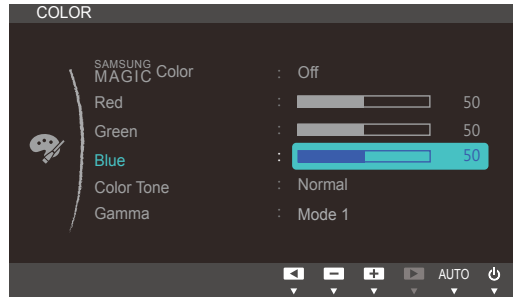 COLOR
SAMSUNG MAGIC Color : Off
Red : 50
Green : 50
Blue : 50
Color Tone : Normal
Gamma : Mode 1
AUTO